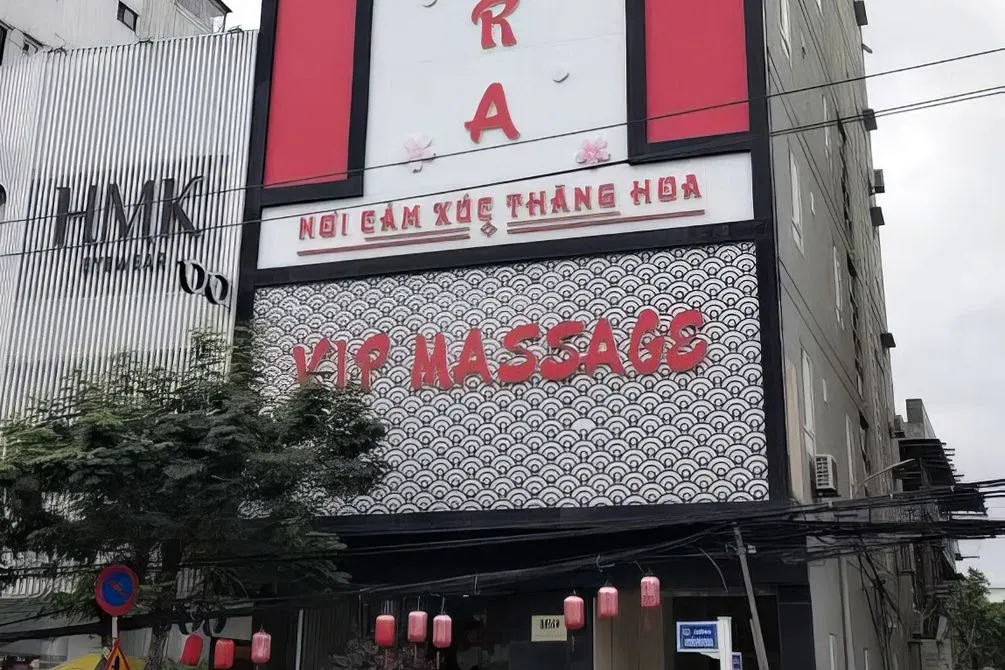 R
A
HMK
EYEWEAR
NƠI CẢM XÚC THĂNG HOA
VIP MASSAGE